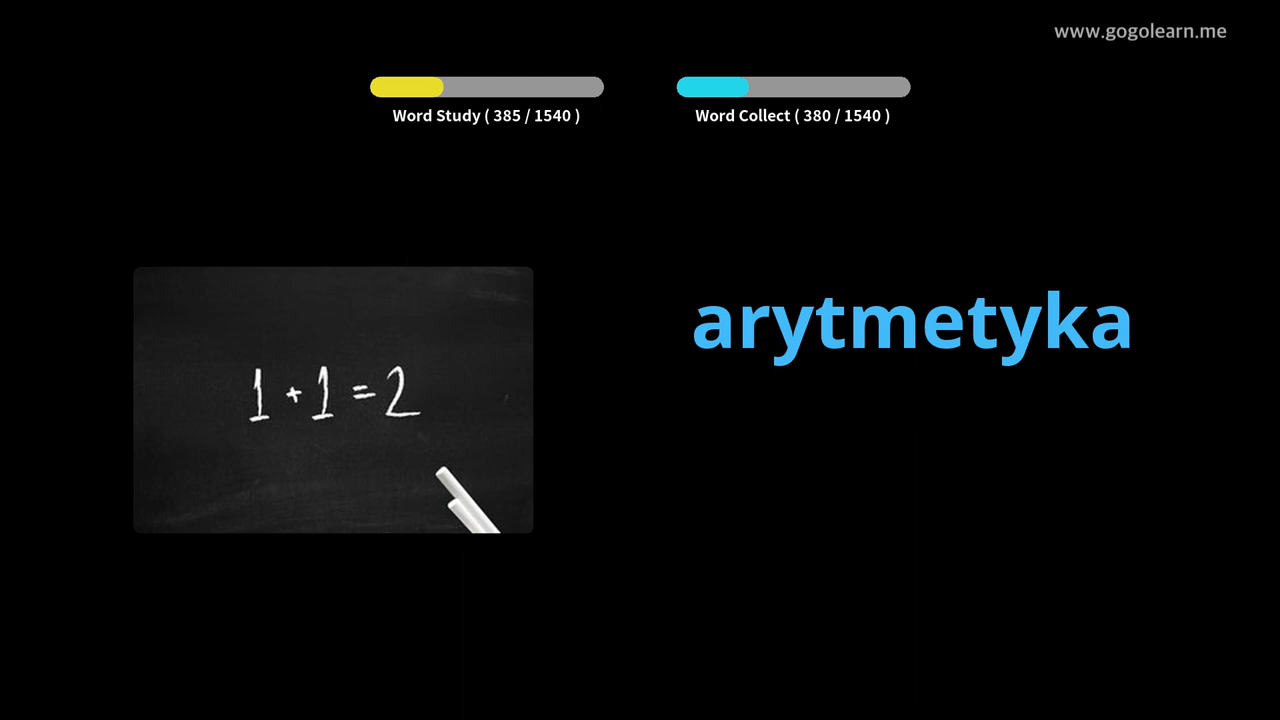 www.gogolearn.me
Word Study ( 385 / 1540 )
Word Collect ( 380 / 1540 )
arytmetyka
1 + 1 = 2